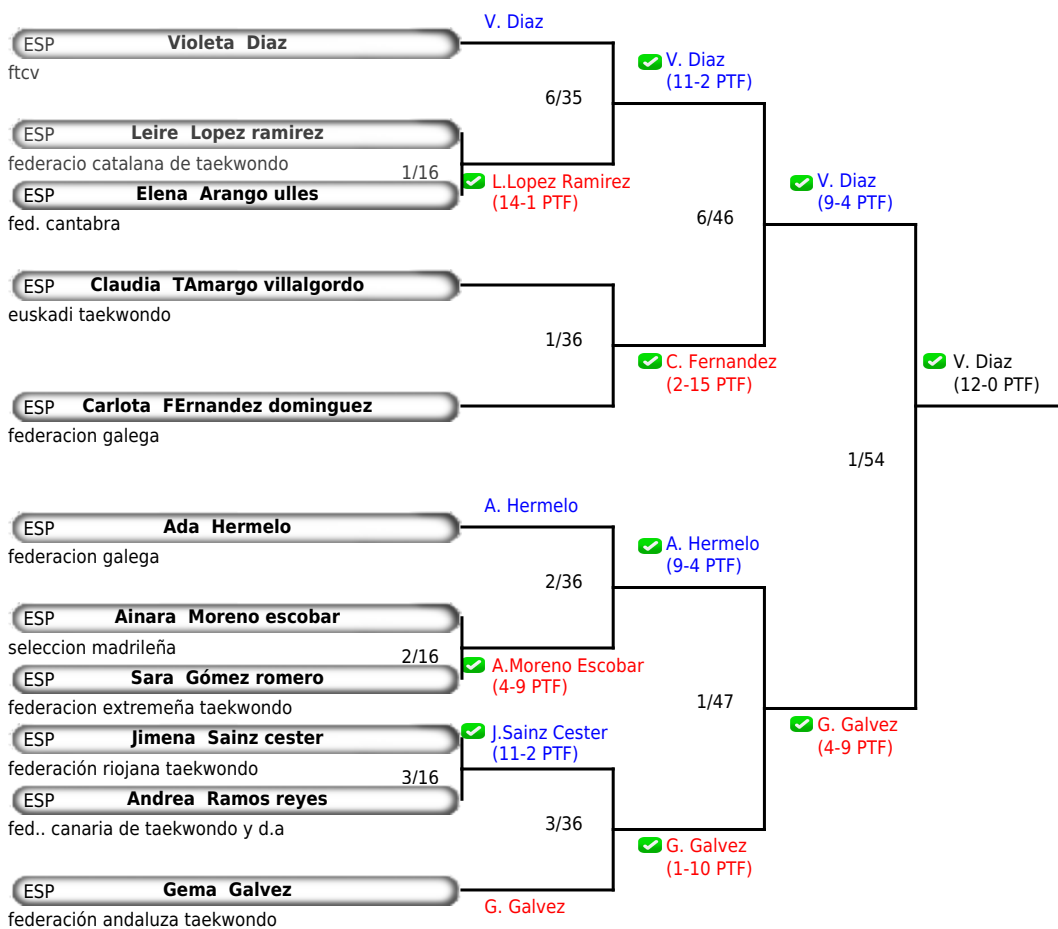 V. Diaz
ESP Violeta Diaz
ftcv
V. Diaz
(11-2 PTF)
6/35
ESP Leire Lopez ramirez
federacio catalana de taekwondo
1/16
L.Lopez Ramirez
(14-1 PTF)
ESP Elena Arango ulles
fed. cantabra
V. Diaz
(9-4 PTF)
6/46
ESP Claudia TAmargo villalgordo
euskadi taekwondo
1/36
C. Fernandez
(2-15 PTF)
V. Diaz
(12-0 PTF)
ESP Carlota FErnandez dominguez
federacion galega
1/54
A. Hermelo
ESP Ada Hermelo
federacion galega
A. Hermelo
(9-4 PTF)
2/36
ESP Ainara Moreno escobar
seleccion madrileña
2/16
A.Moreno Escobar
(4-9 PTF)
ESP Sara Gómez romero
federacion extremeña taekwondo
1/47
G. Galvez
(4-9 PTF)
ESP Jimena Sainz cester
J.Sainz Cester
(11-2 PTF)
federación riojana taekwondo
3/16
ESP Andrea Ramos reyes
fed.. canaria de taekwondo y d.a
3/36
G. Galvez
(1-10 PTF)
ESP Gema Galvez
G. Galvez
federación andaluza taekwondo